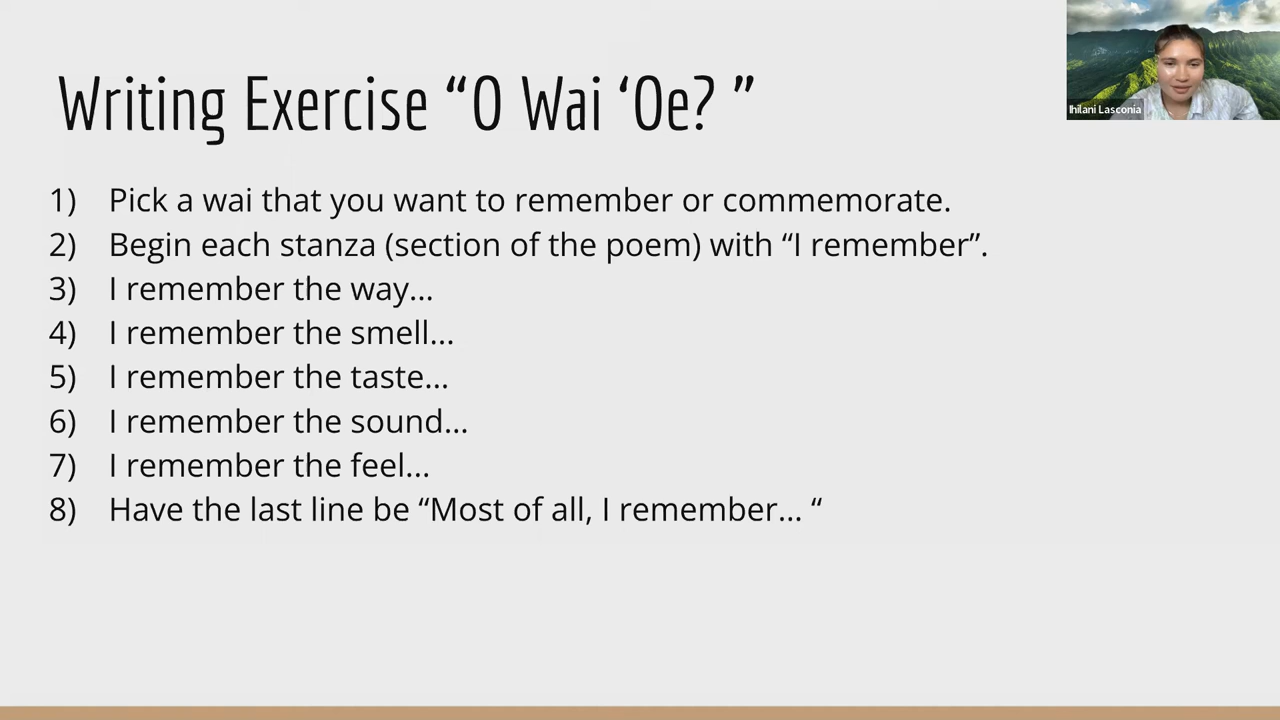 Writing Exercise “O Wai ‘Oe? ”
Ihilani Lasconia
1) Pick a wai that you want to remember or commemorate.
2) Begin each stanza (section of the poem) with “I remember”.
3) I remember the way...
4) I remember the smell...
5) I remember the taste...
6) I remember the sound...
7) I remember the feel...
8) Have the last line be “Most of all, I remember... “